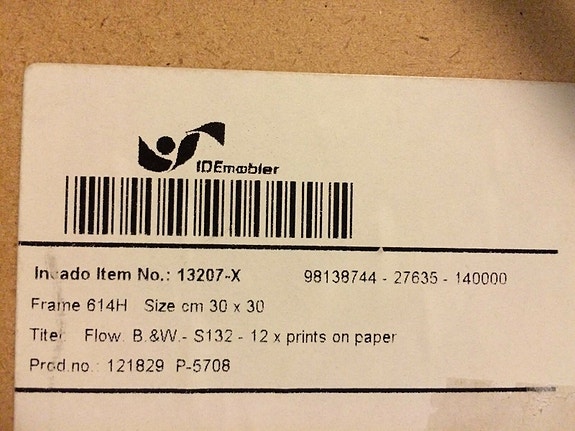 IDEmøbler
Incado Item No.: 13207-X 98138744 - 27635 - 140000
Frame 614H Size cm 30 x 30
Titel: Flow. B.&W.- S132 - 12 x prints on paper
Prod.no.: 121829 P-5708